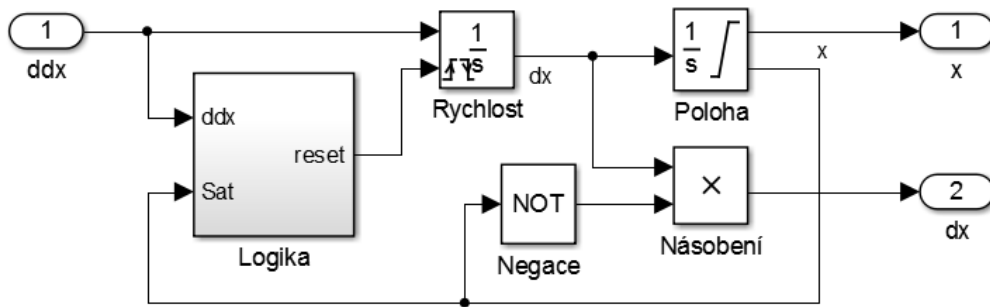 1
ddx
ddx
Sat
reset
Logika
1
s
Rychlost
dx
1
s
Poloha
x
1
x
NOT
Negace
×
Násobení
2
dx